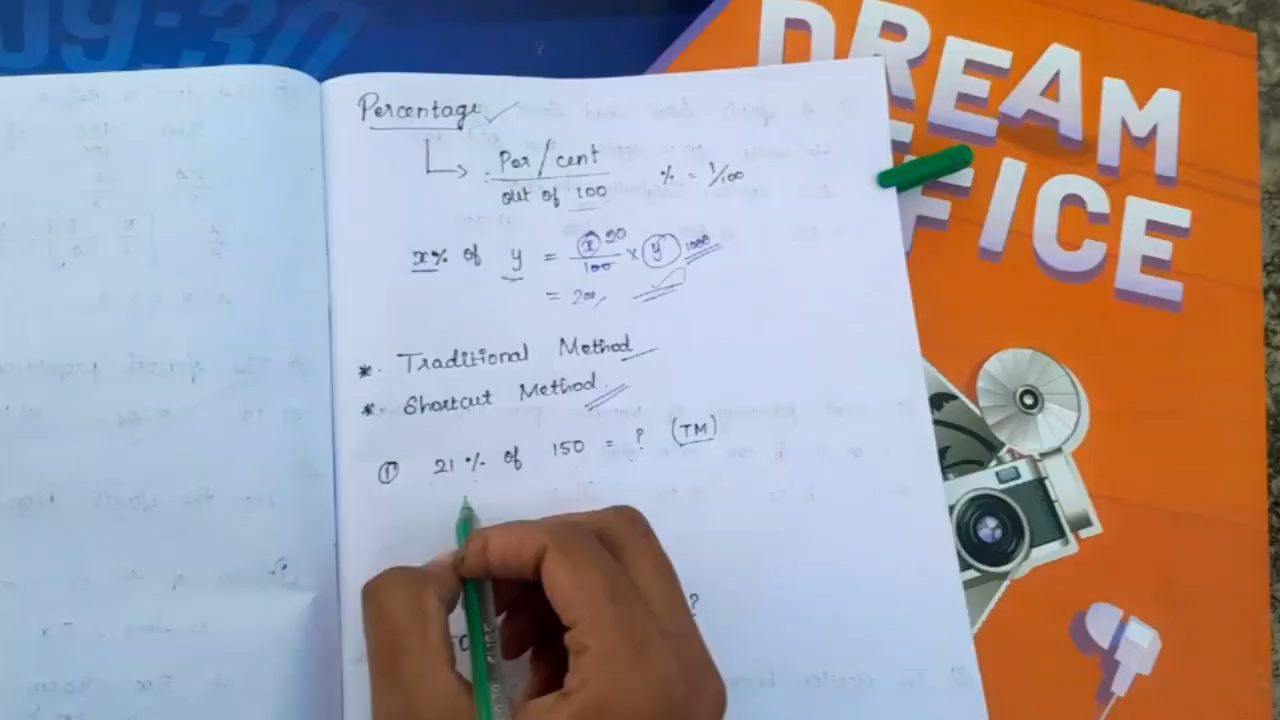 09:30
DREAM
OFFICE
Percentage
Per/cent
out of 100
% = 1/100
x% of y = x 20/100 × y 1000
= 200
*. Traditional Method
*. Shortcut Method.
① 21% of 150 = ? (TM)
?